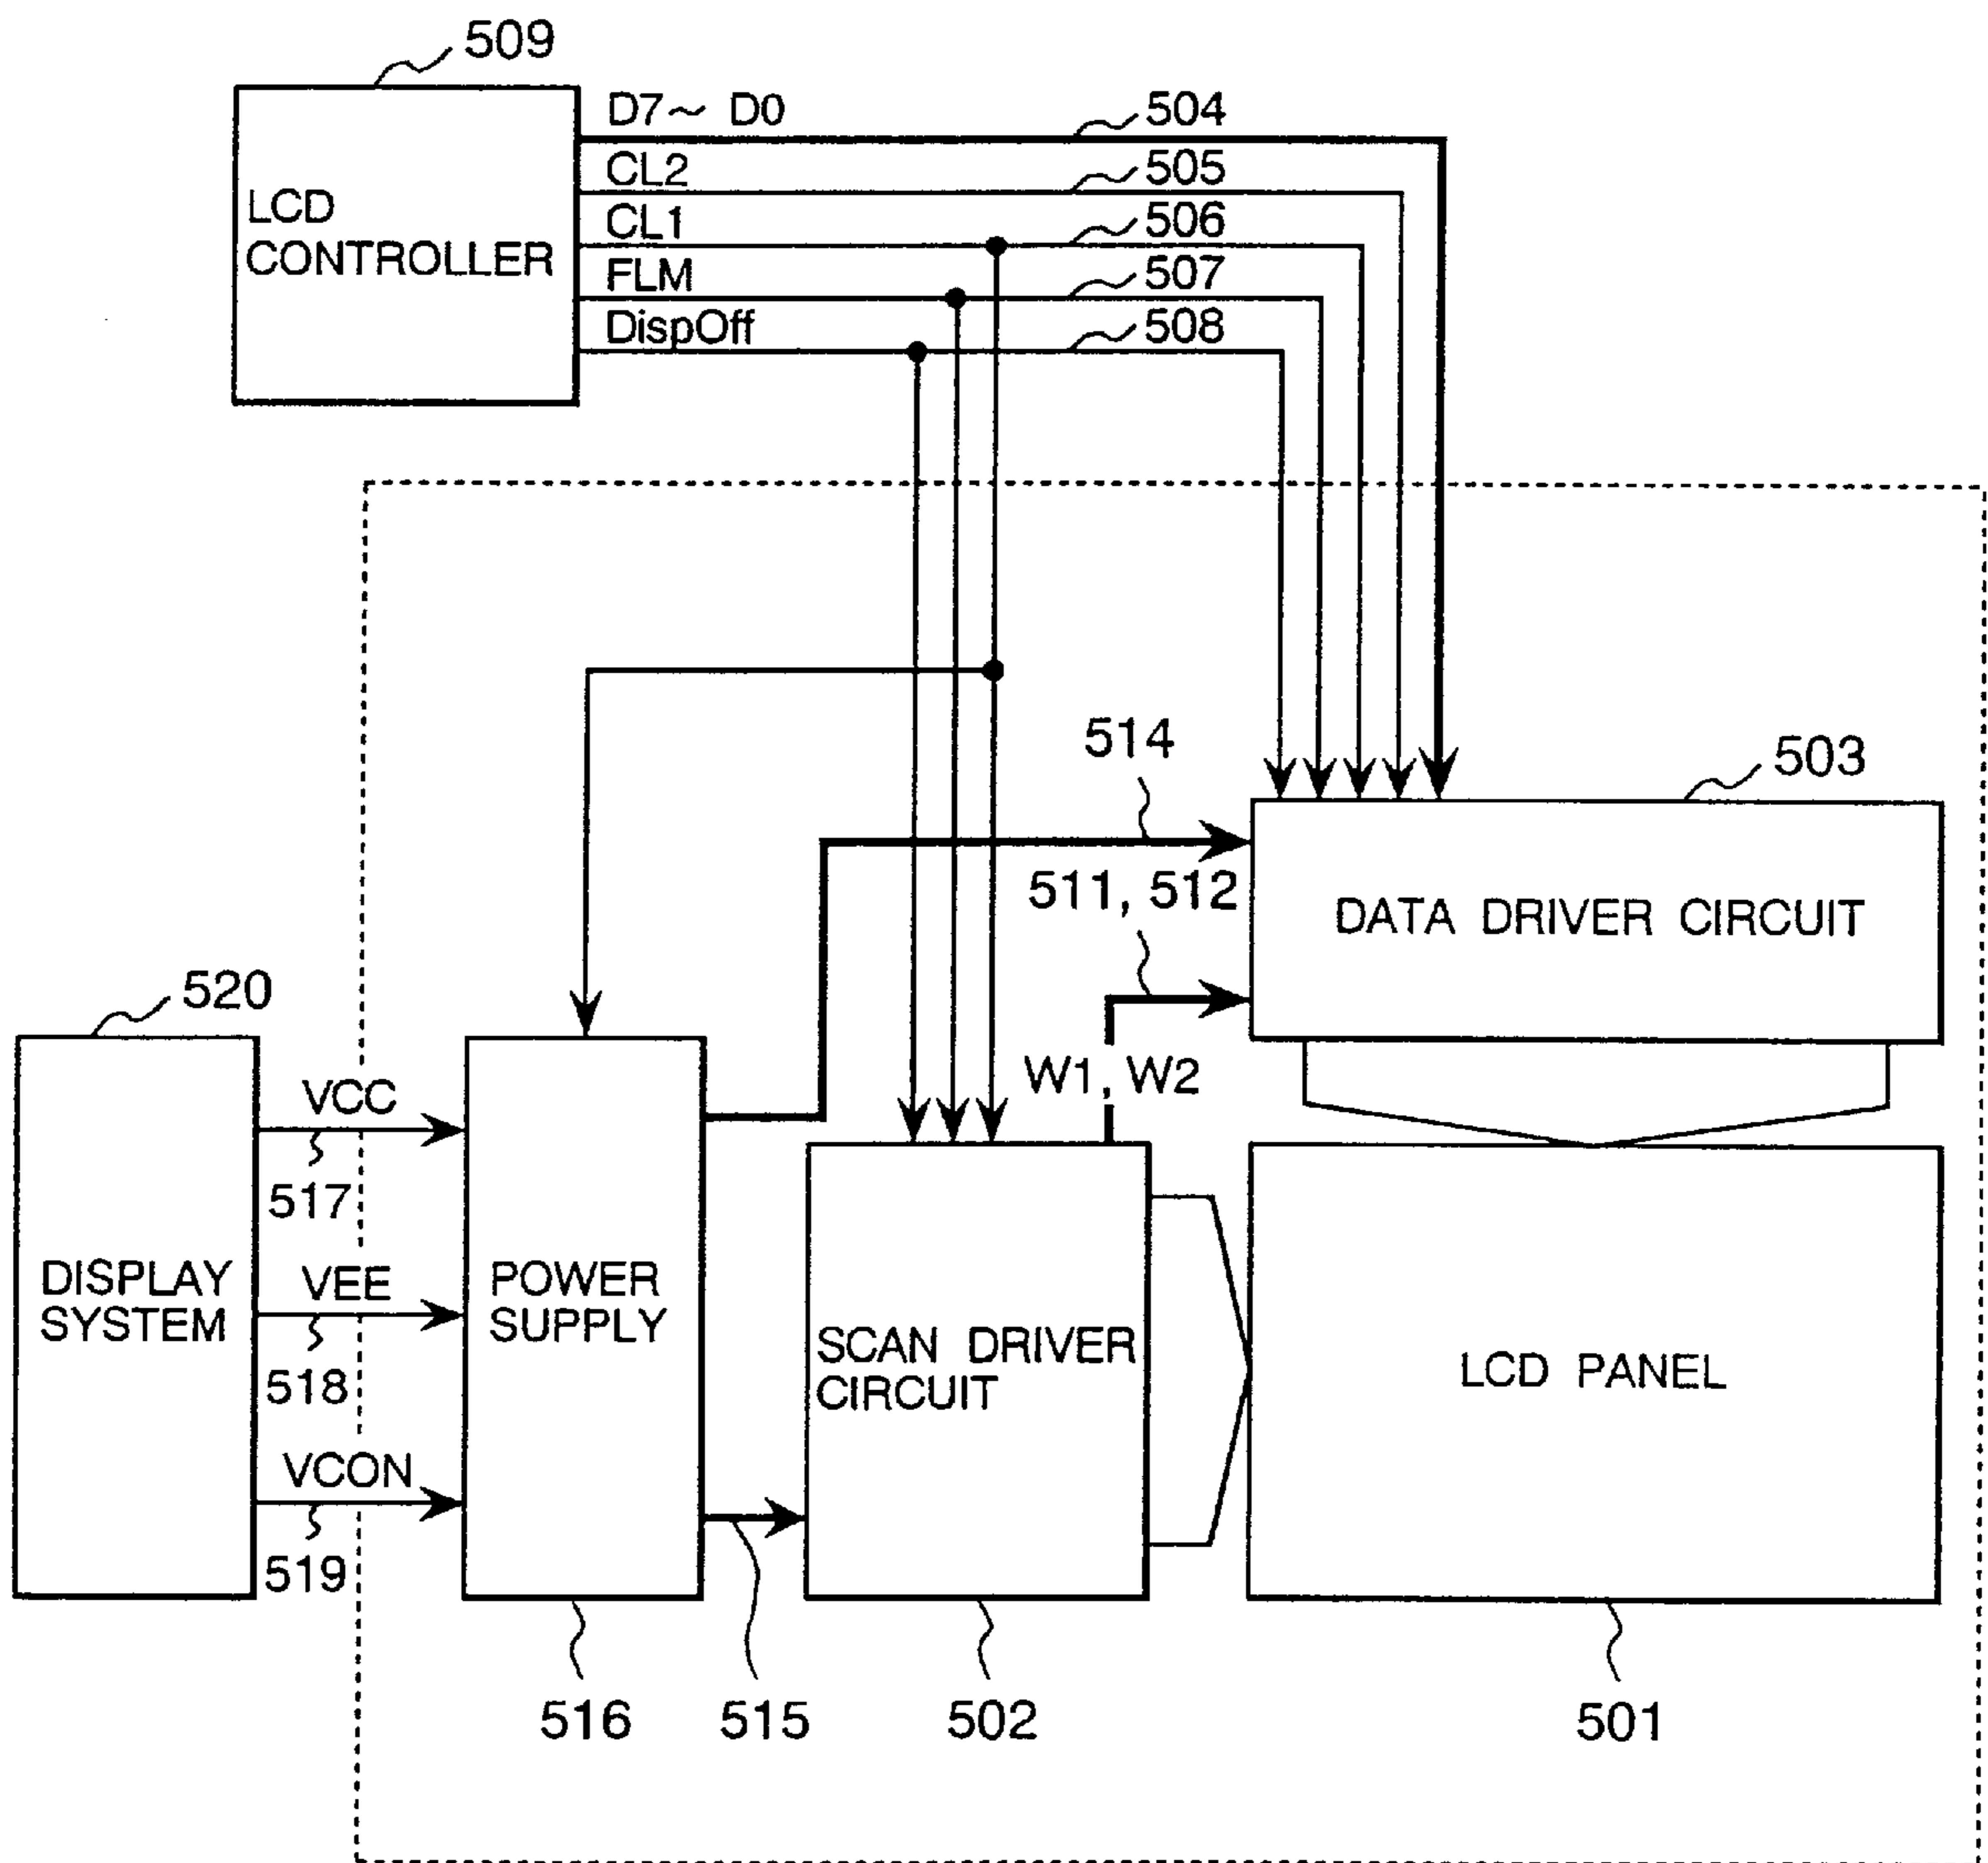 509
D7~ D0
504
CL2
505
LCD
CONTROLLER
CL1
506
FLM
507
DispOff
508
514
503
511, 512
DATA DRIVER CIRCUIT
520
W1, W2
VCC
517
DISPLAY
SYSTEM
VEE
518
POWER
SUPPLY
SCAN DRIVER
CIRCUIT
LCD PANEL
VCON
519
516
515
502
501